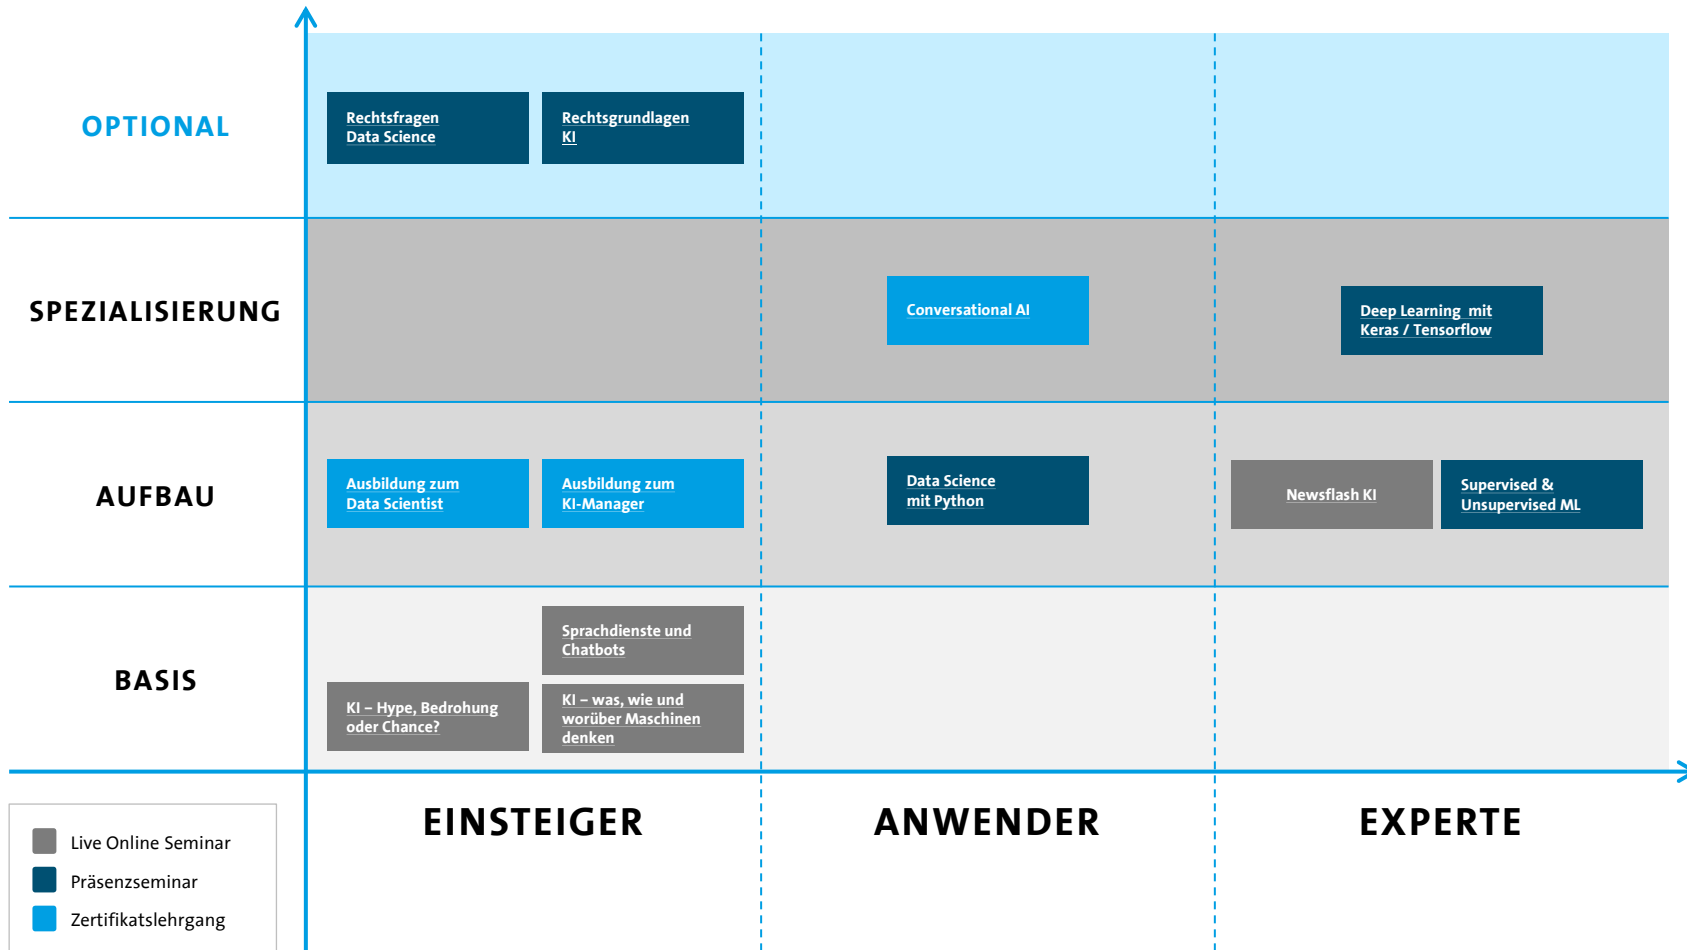 OPTIONAL
Rechtsfragen
Data Science
Rechtsgrundlagen
KI
SPEZIALISIERUNG
Conversational AI
Deep Learning  mit
Keras / Tensorflow
AUFBAU
Ausbildung zum
Data Scientist
Ausbildung zum
KI-Manager
Data Science
mit Python
Newsflash KI
Supervised &
Unsupervised ML
BASIS
Sprachdienste und
Chatbots
KI – Hype, Bedrohung
oder Chance?
KI – was, wie und
worüber Maschinen
denken
EINSTEIGER
ANWENDER
EXPERTE
Live Online Seminar
Präsenzseminar
Zertifikatslehrgang